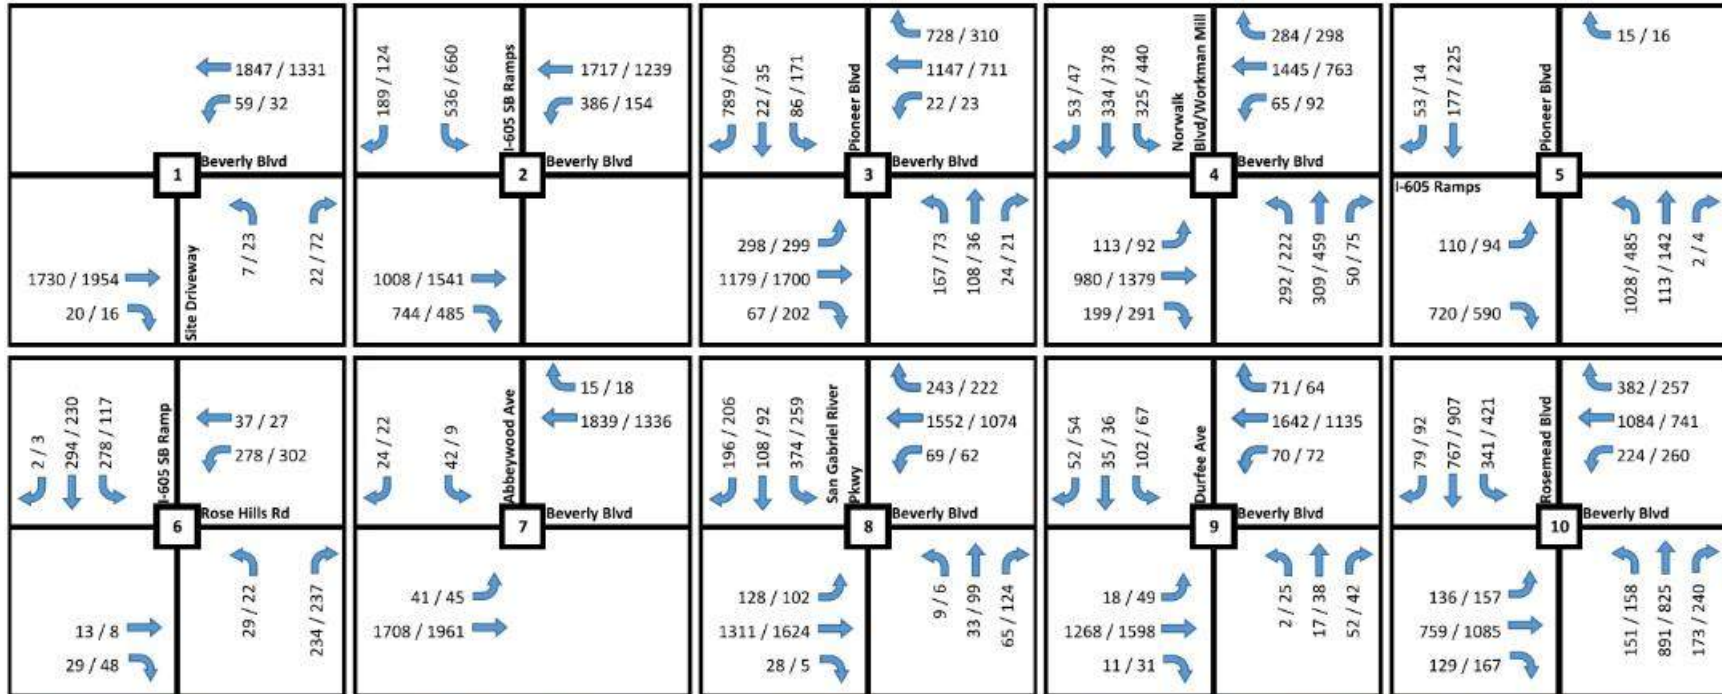 1847 / 1331
59 / 32
Beverly Blvd
1
1730 / 1954
20 / 16
Site Driveway
7 / 23
22 / 72
189 / 124
536 / 660
I-605 SB Ramps
1717 / 1239
386 / 154
Beverly Blvd
2
1008 / 1541
744 / 485
789 / 609
22 / 35
86 / 171
Pioneer Blvd
728 / 310
1147 / 711
22 / 23
Beverly Blvd
3
298 / 299
1179 / 1700
67 / 202
167 / 73
108 / 36
24 / 21
53 / 47
334 / 378
325 / 440
Norwalk
Blvd/Workman Mill
284 / 298
1445 / 763
65 / 92
Beverly Blvd
4
113 / 92
980 / 1379
199 / 291
292 / 222
309 / 459
50 / 75
53 / 14
177 / 225
Pioneer Blvd
15 / 16
5
I-605 Ramps
110 / 94
720 / 590
1028 / 485
113 / 142
2 / 4
2 / 3
294 / 230
278 / 117
I-605 SB Ramp
37 / 27
278 / 302
Rose Hills Rd
6
13 / 8
29 / 48
29 / 22
234 / 237
24 / 22
42 / 9
Abbeywood Ave
15 / 18
1839 / 1336
Beverly Blvd
7
41 / 45
1708 / 1961
196 / 206
108 / 92
374 / 259
San Gabriel River
Pkwy
243 / 222
1552 / 1074
69 / 62
Beverly Blvd
8
128 / 102
1311 / 1624
28 / 5
9 / 6
33 / 99
65 / 124
52 / 54
35 / 36
102 / 67
Durfee Ave
71 / 64
1642 / 1135
70 / 72
Beverly Blvd
9
18 / 49
1268 / 1598
11 / 31
2 / 25
17 / 38
52 / 42
79 / 92
767 / 907
341 / 421
Rosemead Blvd
382 / 257
1084 / 741
224 / 260
Beverly Blvd
10
136 / 157
759 / 1085
129 / 167
151 / 158
891 / 825
173 / 240